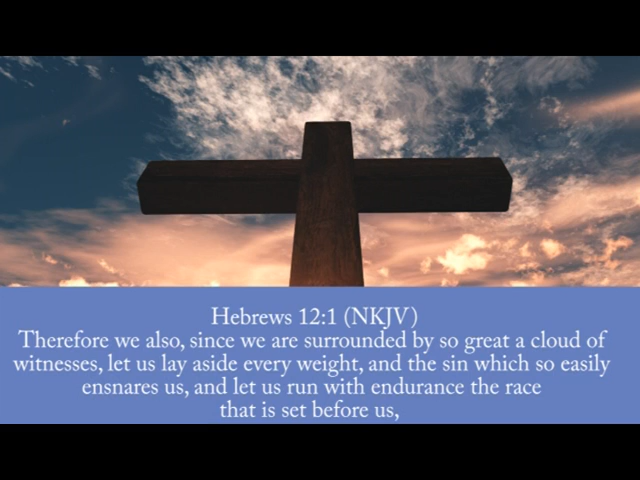 Hebrews 12:1 (NKJV)
Therefore we also, since we are surrounded by so great a cloud of
witnesses, let us lay aside every weight, and the sin which so easily
ensnares us, and let us run with endurance the race
that is set before us,